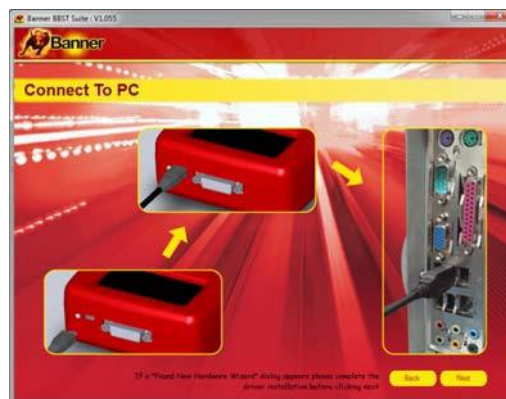 Banner BBST Suite : V1.055
Banner
Connect To PC
If a "Found New Hardware Wizard" dialog appears please complete the
driver installation before clicking next
Back
Next